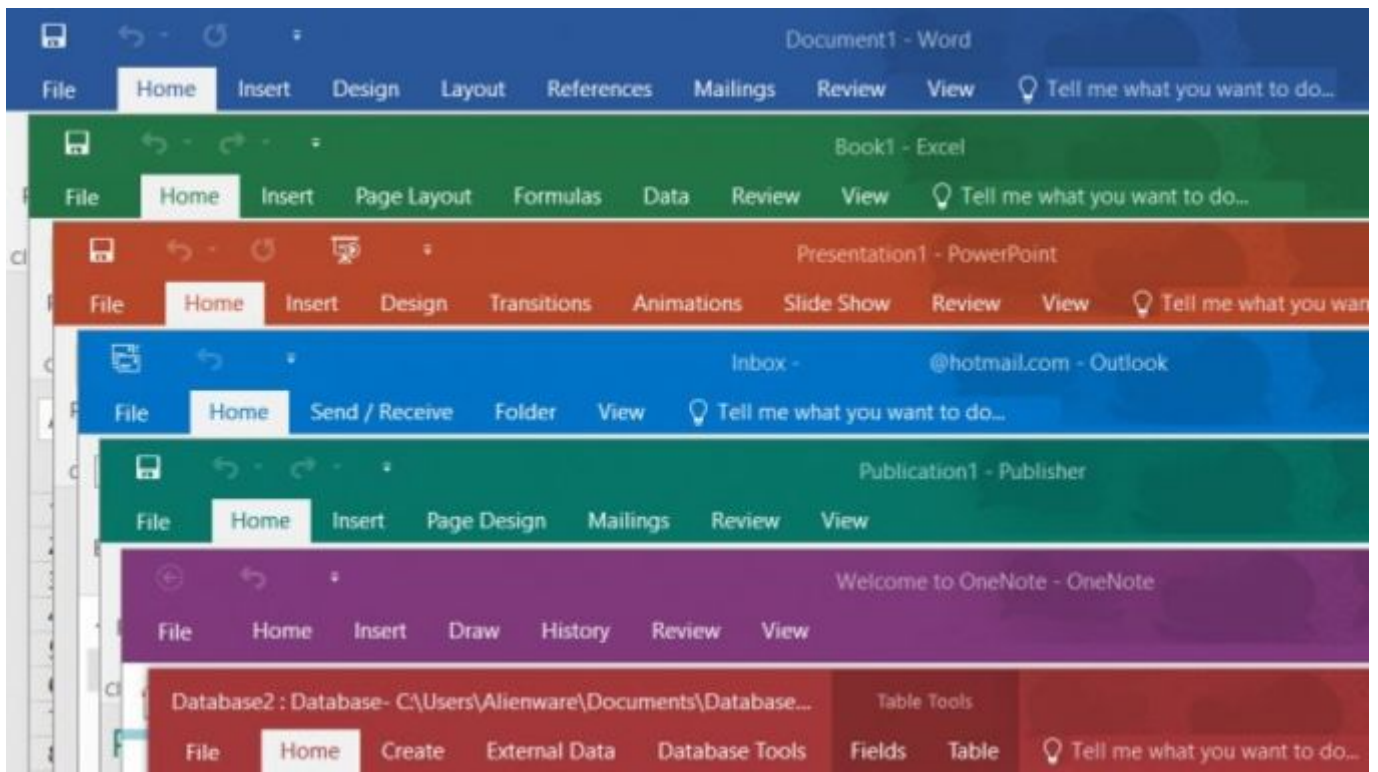 Document1 - Word
File Home Insert Design Layout References Mailings Review View Tell me what you want to do...
Book1 - Excel
File Home Insert Page Layout Formulas Data Review View Tell me what you want to do...
Presentation1 - PowerPoint
File Home Insert Design Transitions Animations Slide Show Review View Tell me what you wan
Inbox - @hotmail.com - Outlook
File Home Send / Receive Folder View Tell me what you want to do...
Publication1 - Publisher
File Home Insert Page Design Mailings Review View
Welcome to OneNote - OneNote
File Home Insert Draw History Review View
Database2 : Database- C:\Users\Alienware\Documents\Database... Table Tools
File Home Create External Data Database Tools Fields Table Tell me what you want to do...